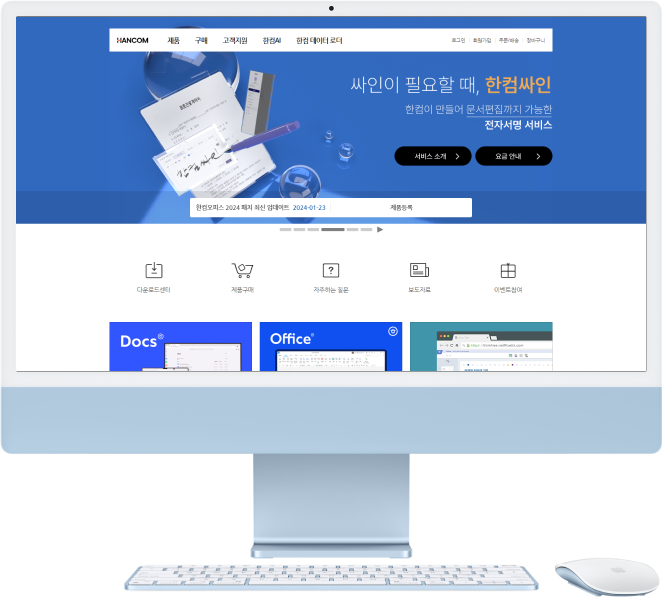 HANCOM 제품 구매 고객지원 한컴AI 한컴 데이터 로더 로그인 회원가입 주문/배송 장바구니
싸인이 필요할 때, 한컴싸인
한컴이 만들어 문서편집까지 가능한
전자서명 서비스
서비스 소개 요금 안내
한컴싸인
한컴오피스 2024 패치 최신 업데이트 2024-01-23 제품등록
다운로드센터 제품구매 자주하는 질문 보도자료 이벤트참여
Docs Office